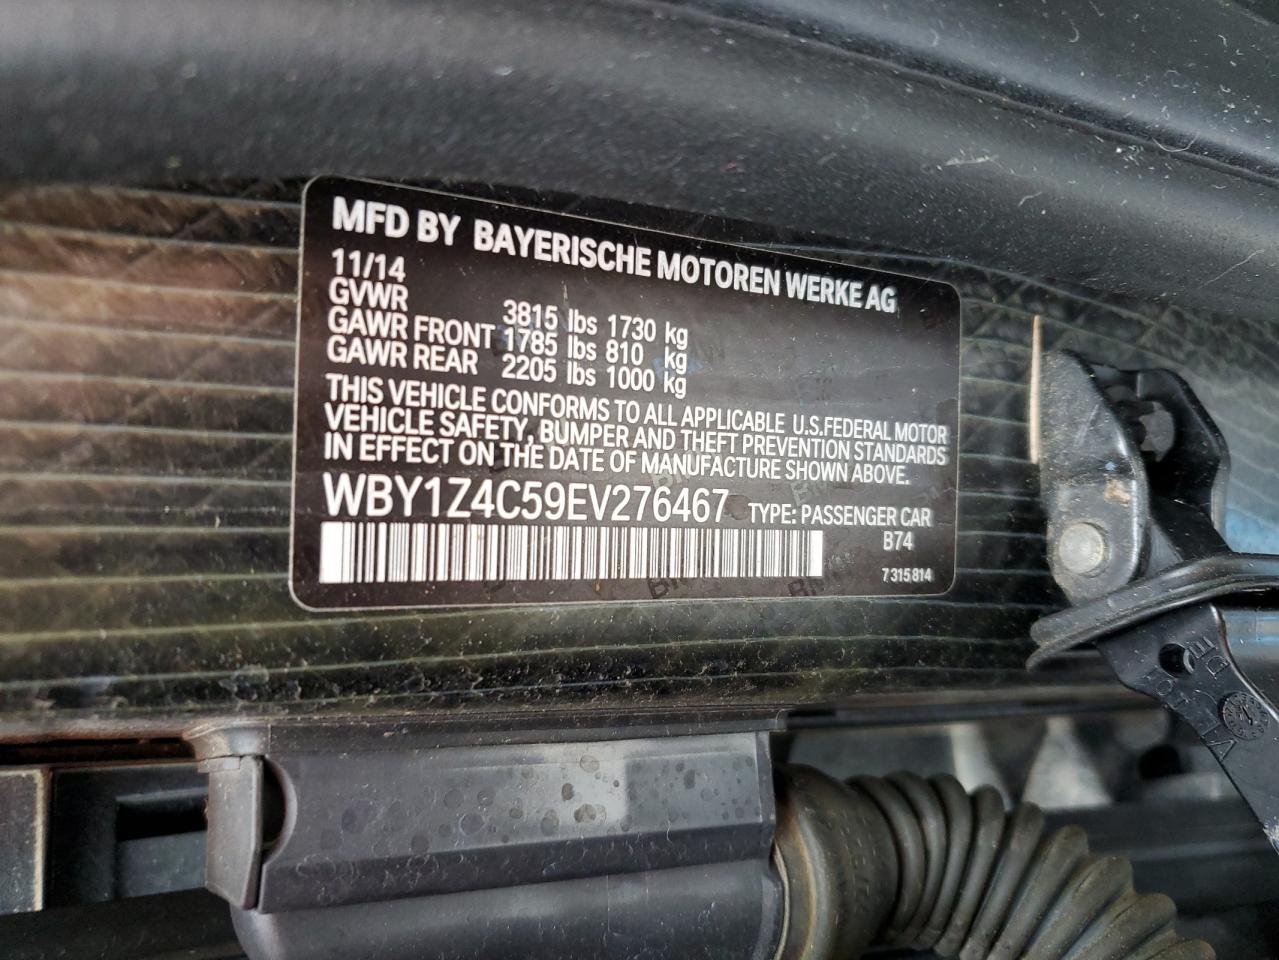 MFD BY BAYERISCHE MOTOREN WERKE AG
11/14
GVWR 3815 lbs 1730 kg
GAWR FRONT 1785 lbs 810 kg
GAWR REAR 2205 lbs 1000 kg
THIS VEHICLE CONFORMS TO ALL APPLICABLE U.S.FEDERAL MOTOR
VEHICLE SAFETY, BUMPER AND THEFT PREVENTION STANDARDS
IN EFFECT ON THE DATE OF MANUFACTURE SHOWN ABOVE.
WBY1Z4C59EV276467 TYPE: PASSENGER CAR
B74
7 315 814